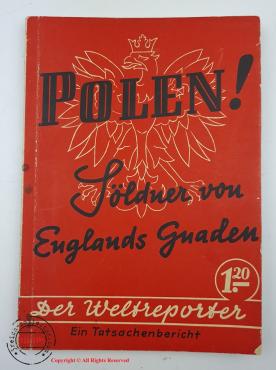 POLEN!
Söldner von
Englands Gnaden
1.20
Der Weltreporter
Ein Tatsachenbericht
Copyright © All Rights Reserved